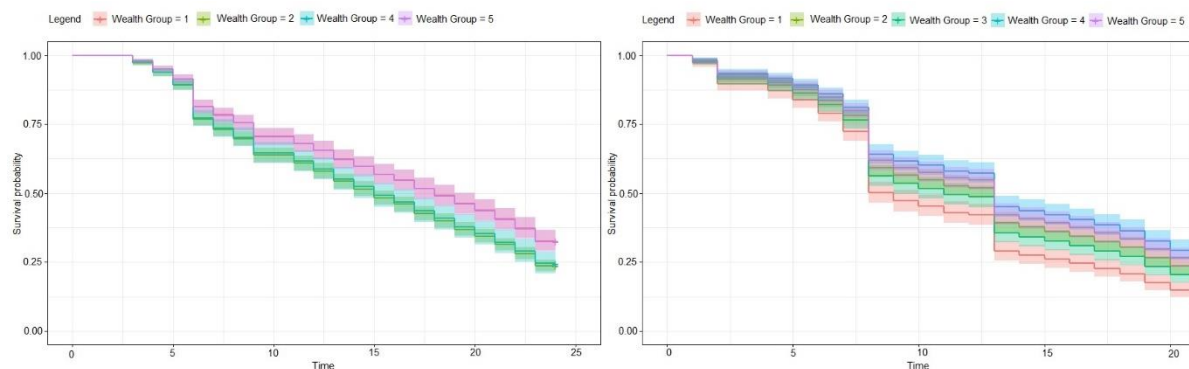 Legend Wealth Group = 1 Wealth Group = 2 Wealth Group = 4 Wealth Group = 5
1.00
0.75
0.50
0.25
0.00
Survival probability
0 5 10 15 20 25
Time
Legend Wealth Group = 1 Wealth Group = 2 Wealth Group = 3 Wealth Group = 4 Wealth Group = 5
1.00
0.75
0.50
0.25
0.00
Survival probability
0 5 10 15 20
Time